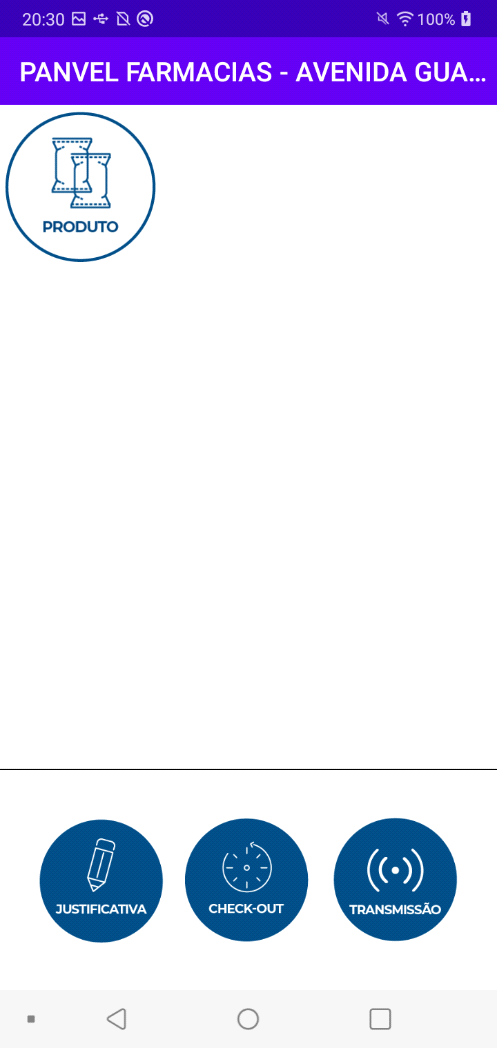 20:30 100%
PANVEL FARMACIAS - AVENIDA GUA...
PRODUTO
JUSTIFICATIVA CHECK-OUT TRANSMISSÃO